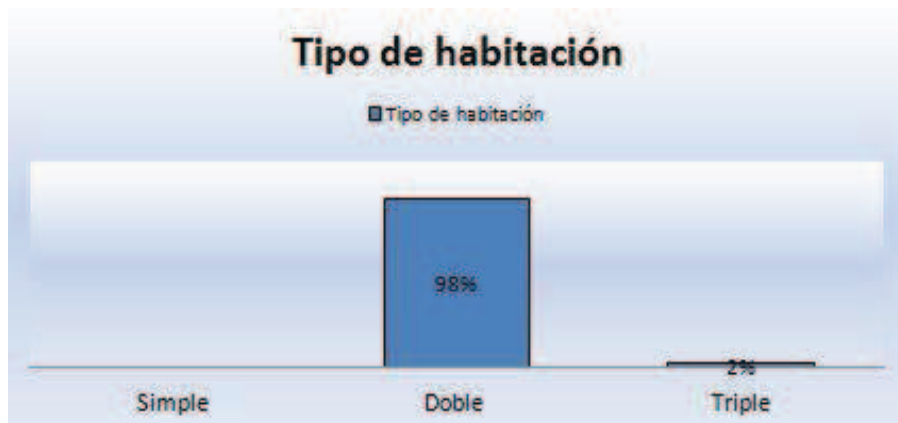 Tipo de habitación
Tipo de habitación
98%
2%
Simple Doble Triple